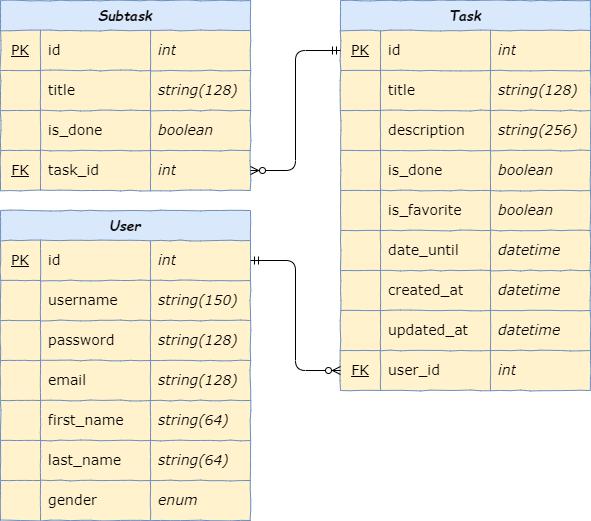 Subtask
PK id int
title string(128)
is_done boolean
FK task_id int
Task
PK id int
title string(128)
description string(256)
is_done boolean
is_favorite boolean
date_until datetime
created_at datetime
updated_at datetime
FK user_id int
User
PK id int
username string(150)
password string(128)
email string(128)
first_name string(64)
last_name string(64)
gender enum